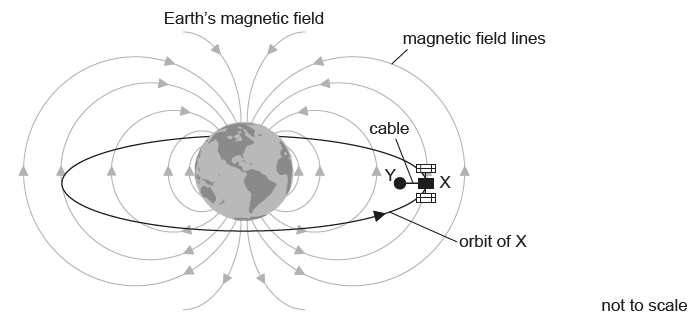 Earth’s magnetic field
magnetic field lines
cable
Y
X
orbit of X
not to scale